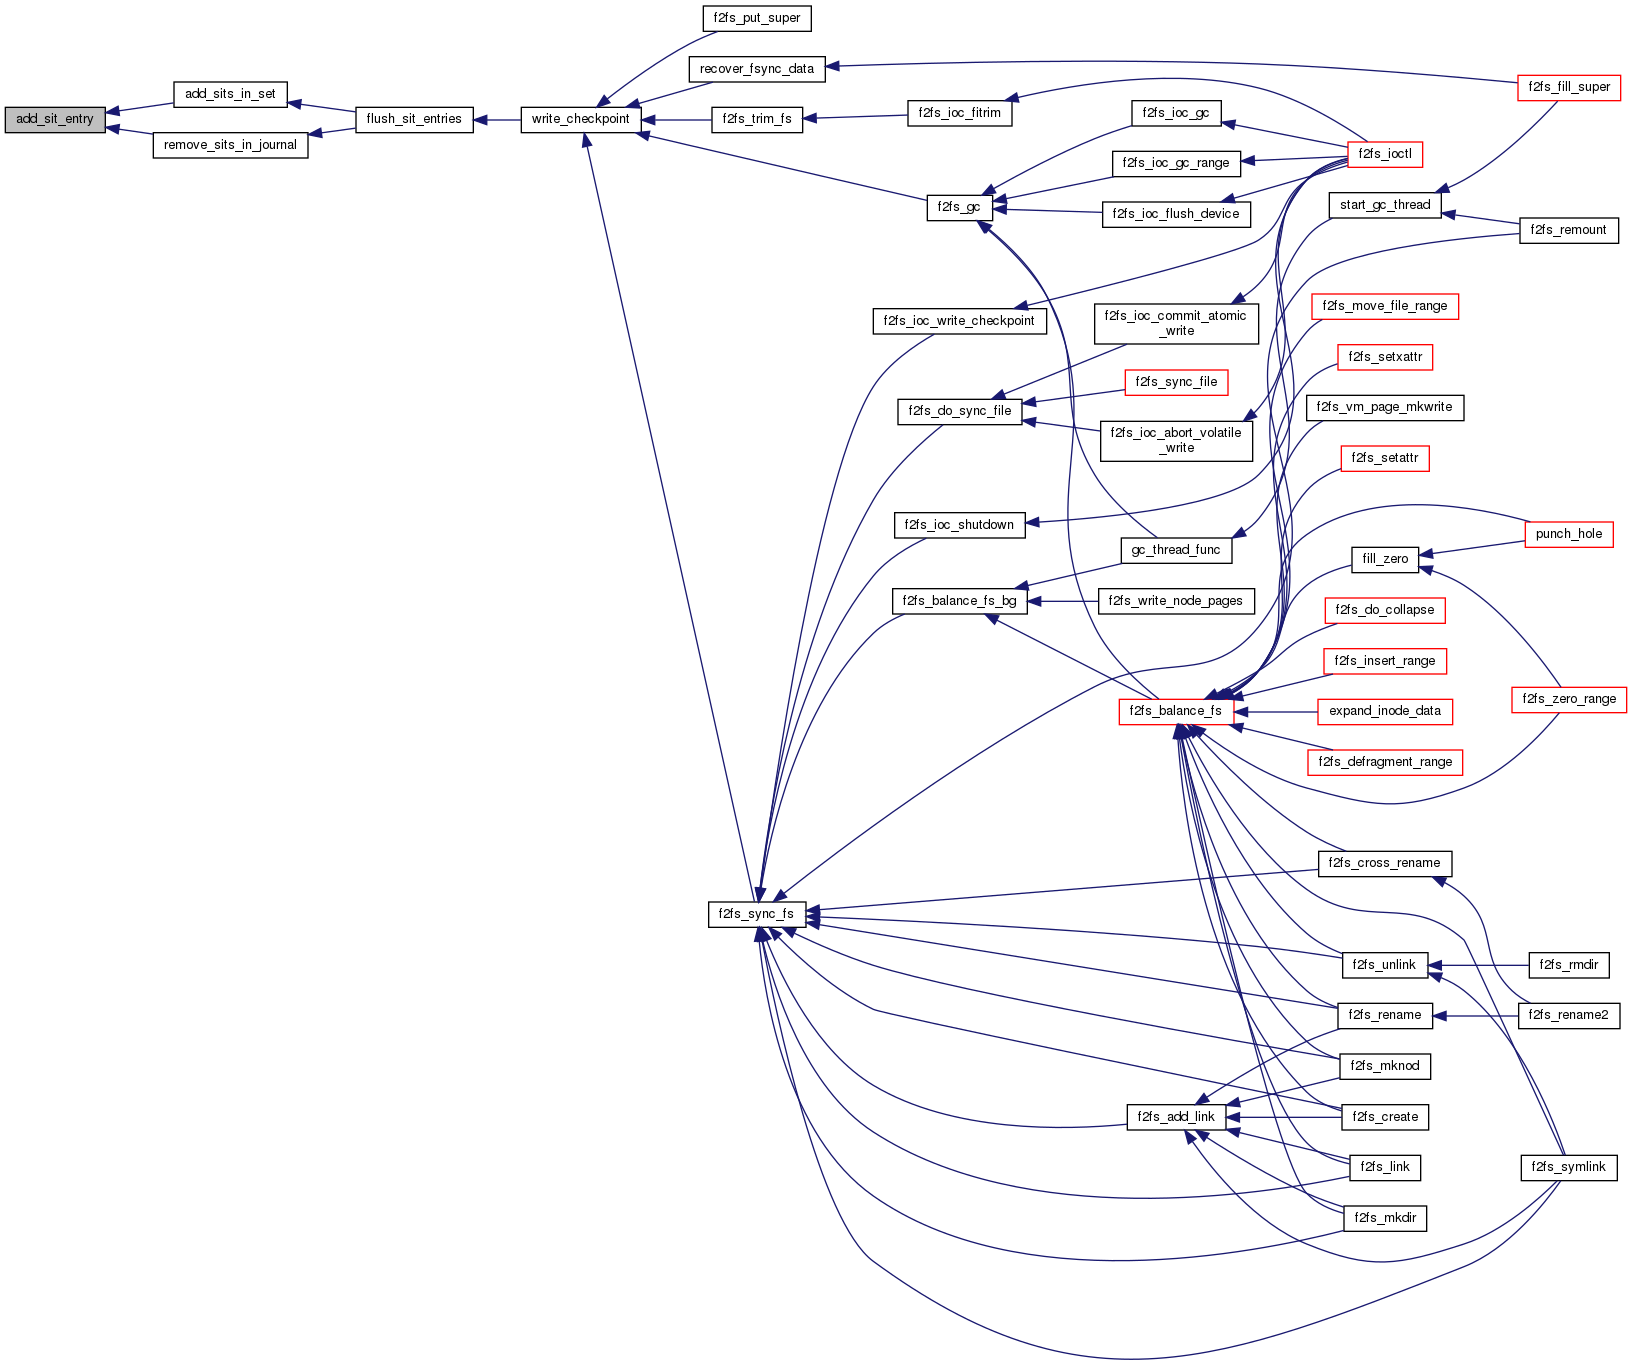 f2fs_put_super
recover_fsync_data
f2fs_fill_super
add_sits_in_set
f2fs_ioc_fitrim
f2fs_ioc_gc
add_sit_entry
flush_sit_entries
write_checkpoint
f2fs_trim_fs
remove_sits_in_journal
f2fs_ioc_gc_range
f2fs_ioctl
f2fs_gc
f2fs_ioc_flush_device
start_gc_thread
f2fs_remount
f2fs_move_file_range
f2fs_ioc_write_checkpoint
f2fs_ioc_commit_atomic
_write
f2fs_setxattr
f2fs_sync_file
f2fs_do_sync_file
f2fs_vm_page_mkwrite
f2fs_ioc_abort_volatile
_write
f2fs_setattr
f2fs_ioc_shutdown
punch_hole
gc_thread_func
fill_zero
f2fs_balance_fs_bg
f2fs_write_node_pages
f2fs_do_collapse
f2fs_insert_range
f2fs_zero_range
f2fs_balance_fs
expand_inode_data
f2fs_defragment_range
f2fs_cross_rename
f2fs_sync_fs
f2fs_unlink
f2fs_rmdir
f2fs_rename
f2fs_rename2
f2fs_mknod
f2fs_add_link
f2fs_create
f2fs_link
f2fs_symlink
f2fs_mkdir